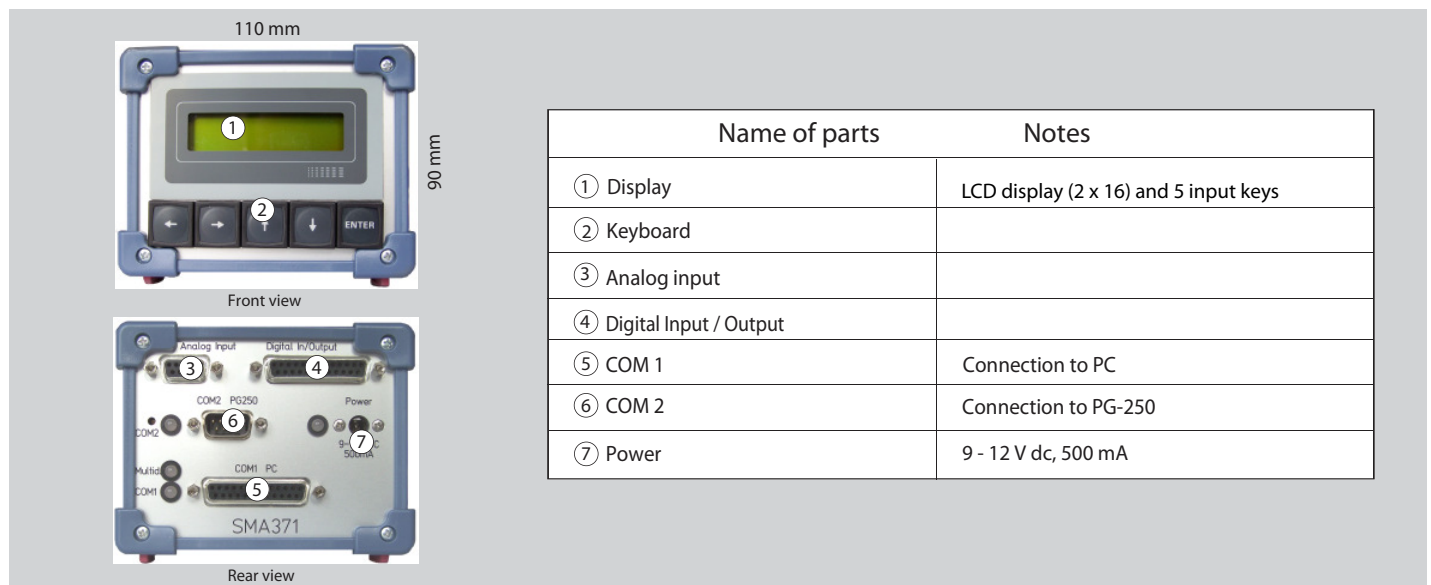 110 mm
1
90 mm
2
← → ↑ ↓ ENTER
Front view
Analog Input Digital In/Output
3 4
COM2 PG250 Power
6
COM2
7
500mA
Multid
COM1 PC
COM1
5
SMA371
Rear view
Name of parts Notes
1 Display LCD display (2 x 16) and 5 input keys
2 Keyboard
3 Analog input
4 Digital Input / Output
5 COM 1 Connection to PC
6 COM 2 Connection to PG-250
7 Power 9 - 12 V dc, 500 mA